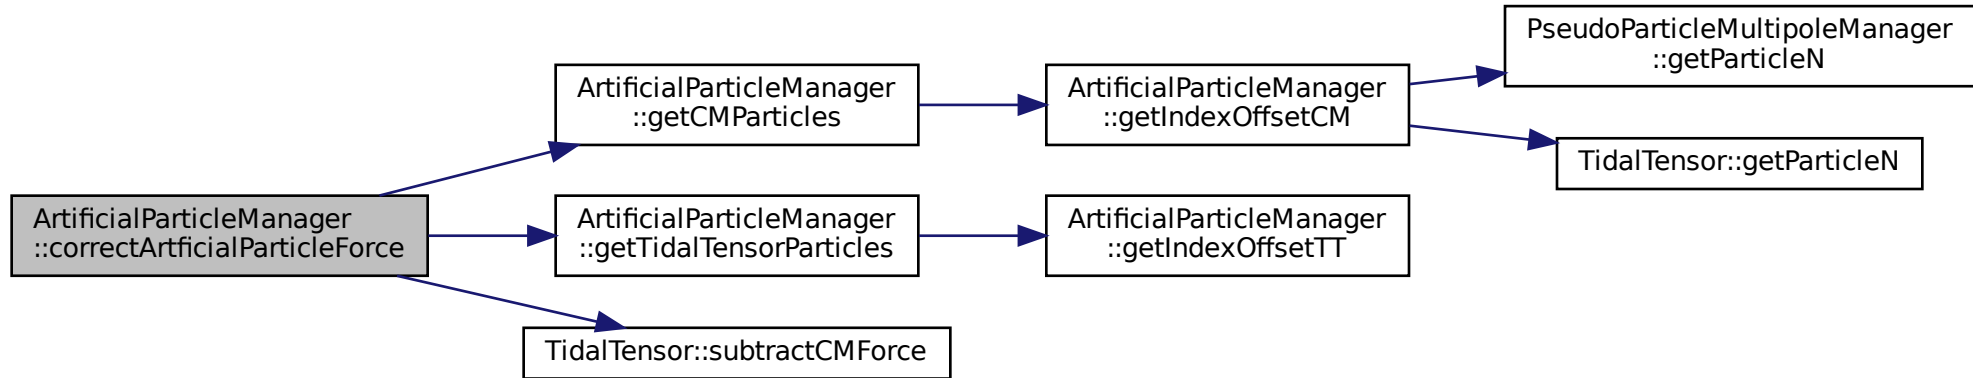 ArtificialParticleManager
::correctArtficialParticleForce
ArtificialParticleManager
::getCMParticles
ArtificialParticleManager
::getIndexOffsetCM
PseudoParticleMultipoleManager
::getParticleN
TidalTensor::getParticleN
ArtificialParticleManager
::getTidalTensorParticles
ArtificialParticleManager
::getIndexOffsetTT
TidalTensor::subtractCMForce